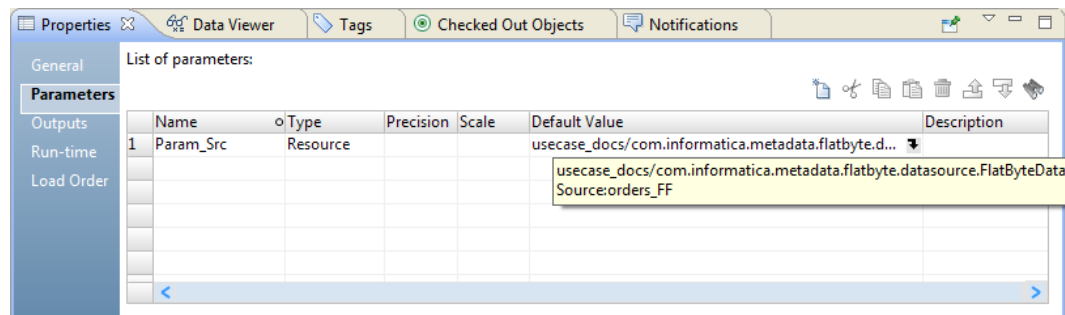 Properties Data Viewer Tags Checked Out Objects Notifications
General
Parameters
Outputs
Run-time
Load Order
List of parameters:
Name Type Precision Scale Default Value Description
1 Param_Src Resource usecase_docs/com.informatica.metadata.flatbyte.d...
usecase_docs/com.informatica.metadata.flatbyte.datasource.FlatByteData
Source:orders_FF